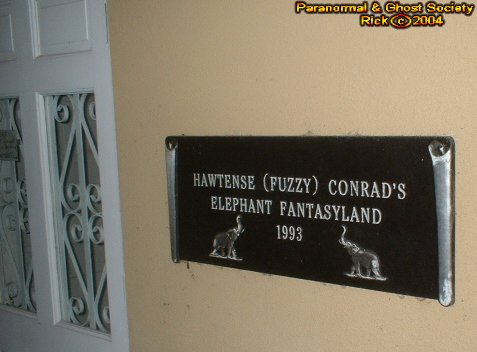 Paranormal & Ghost Society
Rick ©2004
HAWTENSE (FUZZY) CONRAD'S
ELEPHANT FANTASYLAND
1993